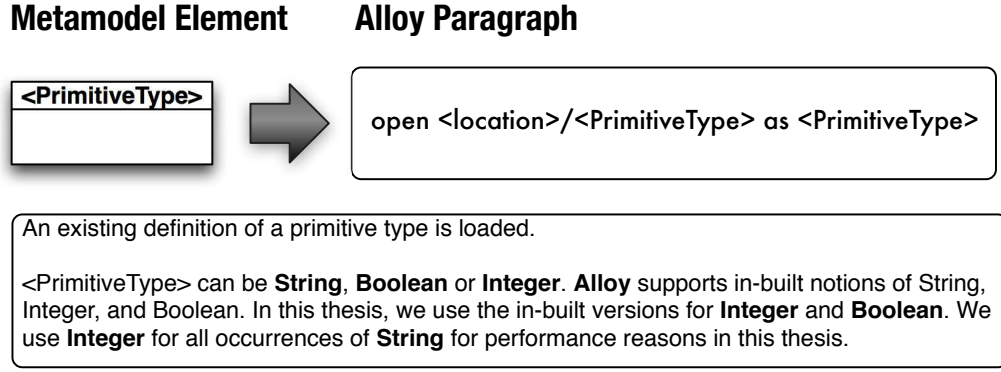 Metamodel Element Alloy Paragraph
<PrimitiveType>
open <location>/<PrimitiveType> as <PrimitiveType>
An existing definition of a primitive type is loaded.
<PrimitiveType> can be String, Boolean or Integer. Alloy supports in-built notions of String,
Integer, and Boolean. In this thesis, we use the in-built versions for Integer and Boolean. We
use Integer for all occurrences of String for performance reasons in this thesis.